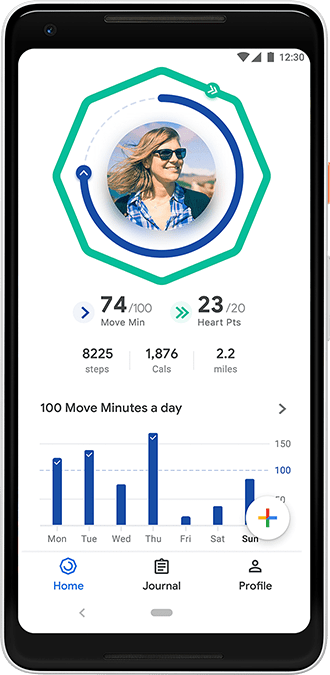 12:30
74/100 23/20
Move Min Heart Pts
8225 1,876 2.2
steps Cals miles
100 Move Minutes a day
150
100
50
Mon Tue Wed Thu Fri Sat Sun
Home Journal Profile